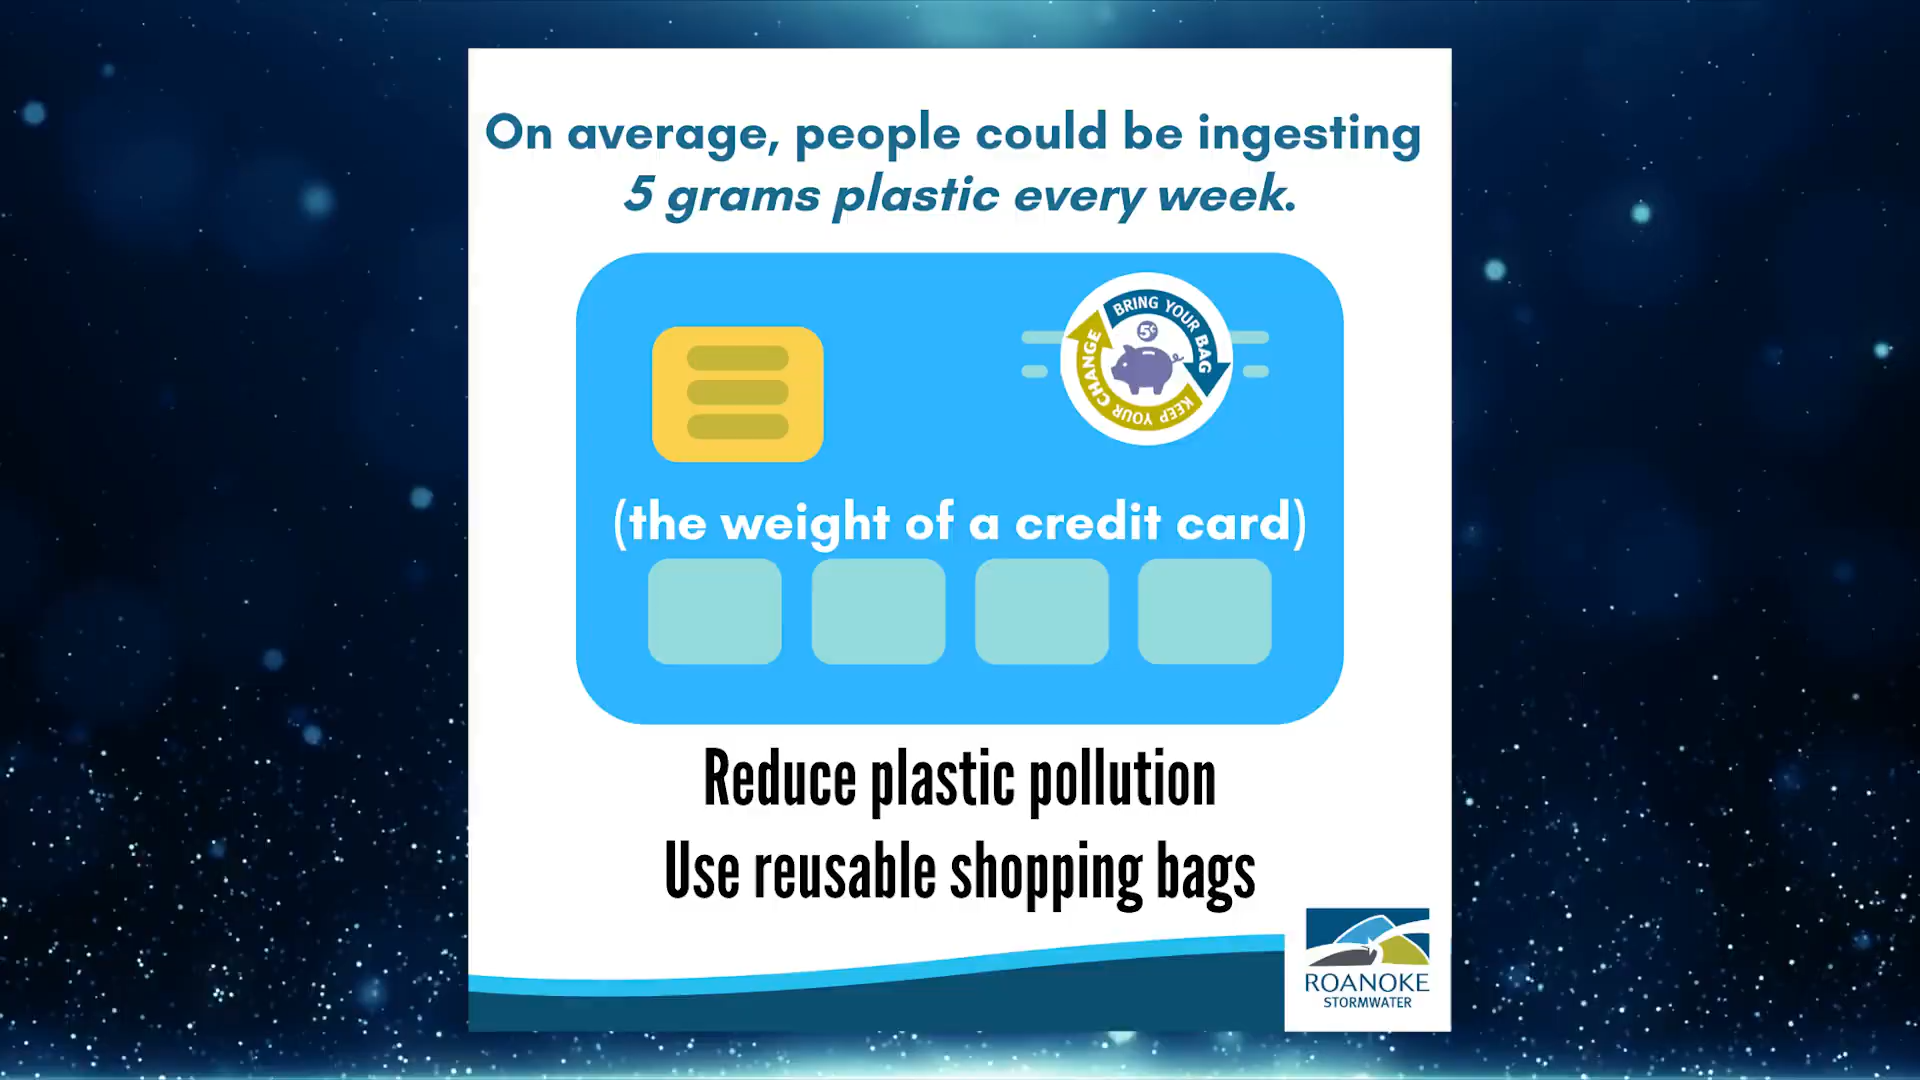 On average, people could be ingesting
5 grams plastic every week.
BRING YOUR BAG
5¢
KEEP YOUR CHANGE
(the weight of a credit card)
Reduce plastic pollution
Use reusable shopping bags
ROANOKE
STORMWATER